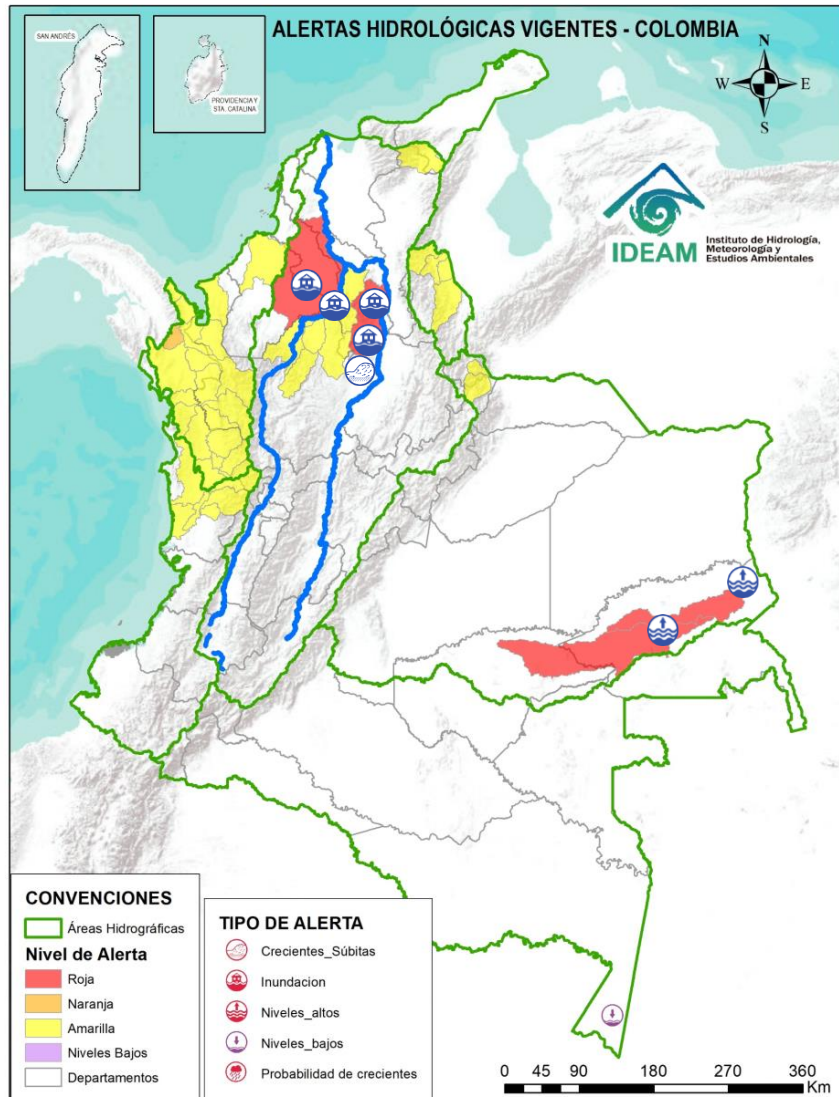 ALERTAS HIDROLÓGICAS VIGENTES - COLOMBIA
SAN ANDRÉS
PROVIDENCIA Y
STA. CATALINA
N
W
E
S
IDEAM
Instituto de Hidrología,
Meteorología y
Estudios Ambientales
CONVENCIONES
Áreas Hidrográficas
Nivel de Alerta
Roja
Naranja
Amarilla
Niveles Bajos
Departamentos
TIPO DE ALERTA
Crecientes_Súbitas
Inundacion
Niveles_altos
Niveles_bajos
Probabilidad de crecientes
0 45 90 180 270 360
Km